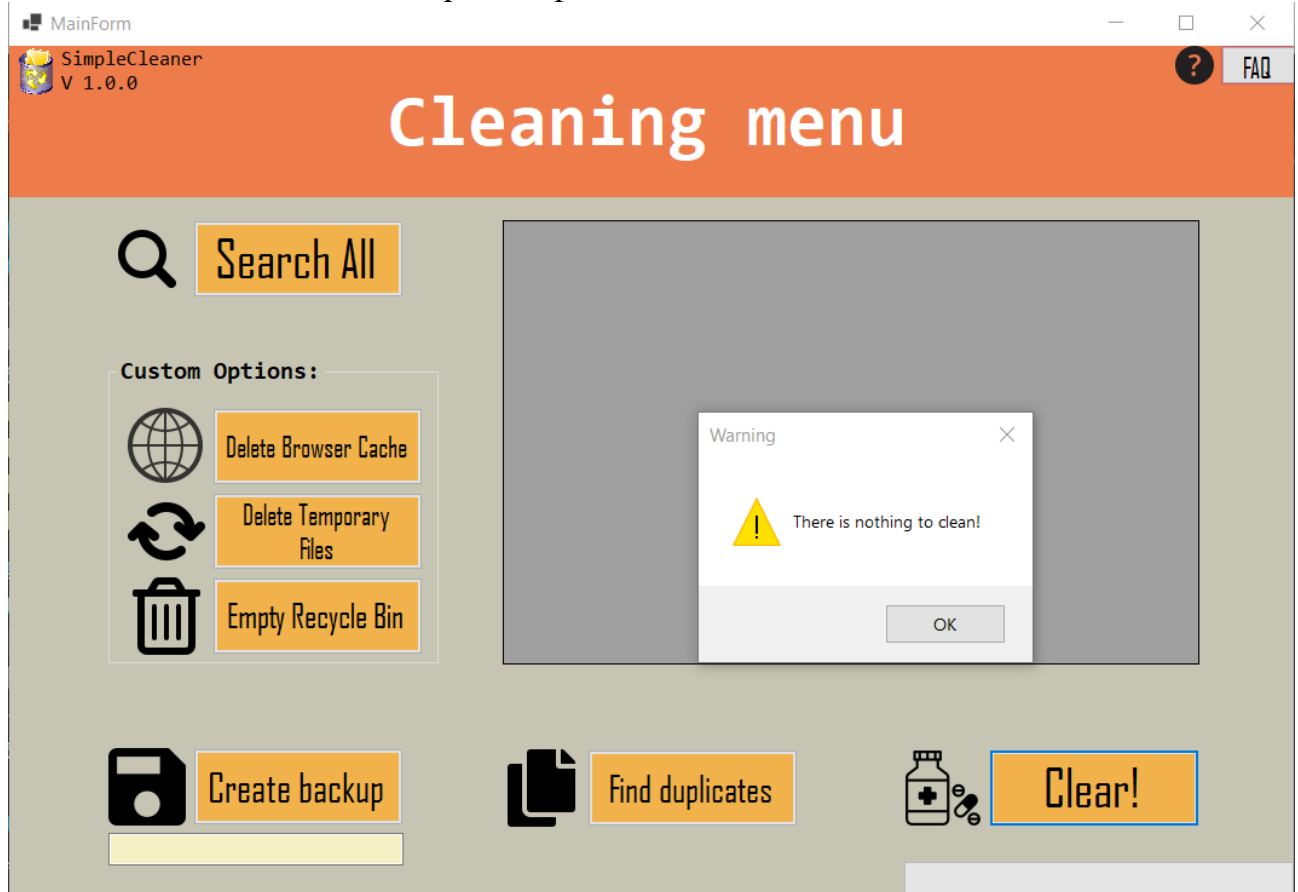 MainForm
SimpleCleaner
V 1.0.0
?
FAQ
Cleaning menu
Search All
Custom Options:
Delete Browser Cache
Delete Temporary
Files
Empty Recycle Bin
Warning
There is nothing to clean!
OK
Create backup
Find duplicates
Clear!